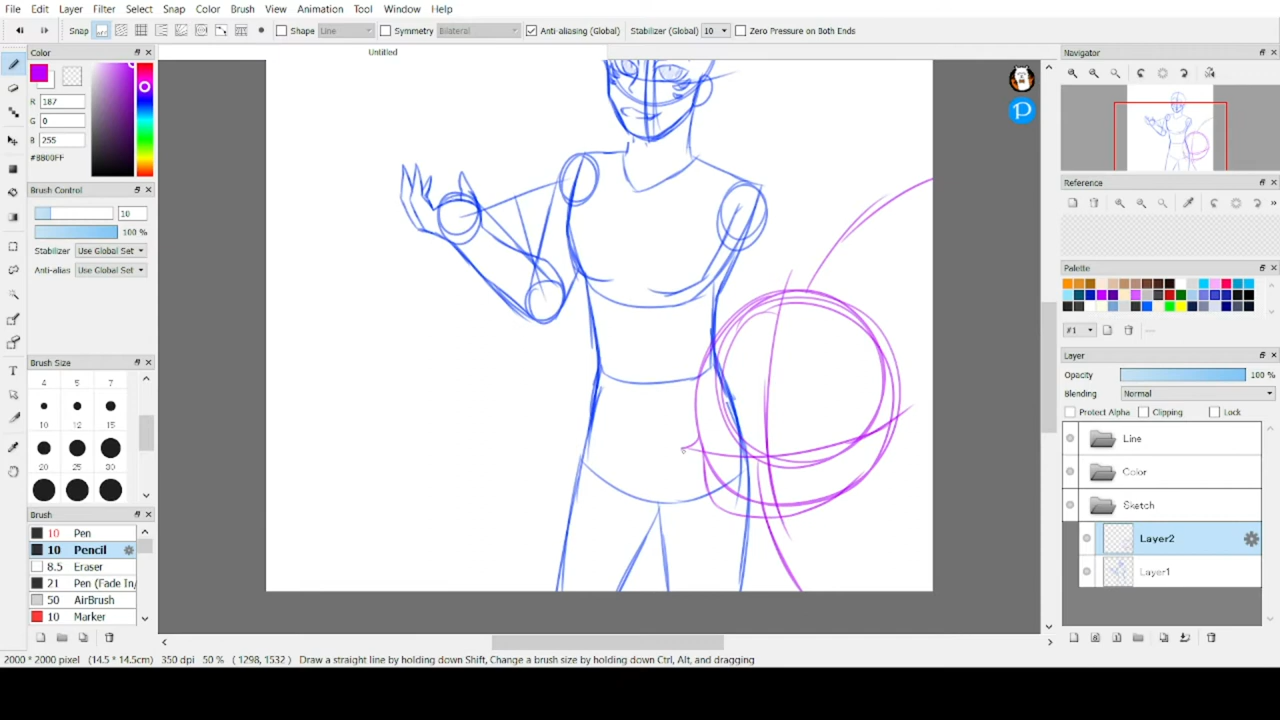 File Edit Layer Filter Select Snap Color Brush View Animation Tool Window Help
Snap Shape Line Symmetry Bilateral Anti-aliasing (Global) Stabilizer (Global) 10 Zero Pressure on Both Ends
Color
Untitled
Navigator
R 187
G 0
B 255
#BB00FF
Brush Control
10
100 %
Stabilizer Use Global Set
Anti-alias Use Global Set
Reference
Palette
#1
Brush Size
4 5 7
10 12 15
20 25 30
Layer
Opacity 100 %
Blending Normal
Protect Alpha Clipping Lock
Line
Color
Sketch
Layer2
Layer1
Brush
10 Pen
10 Pencil
8.5 Eraser
21 Pen (Fade In/
50 AirBrush
10 Marker
2000 * 2000 pixel (14.5 * 14.5cm) 350 dpi 50 % ( 1298, 1532 ) Draw a straight line by holding down Shift, Change a brush size by holding down Ctrl, Alt, and dragging